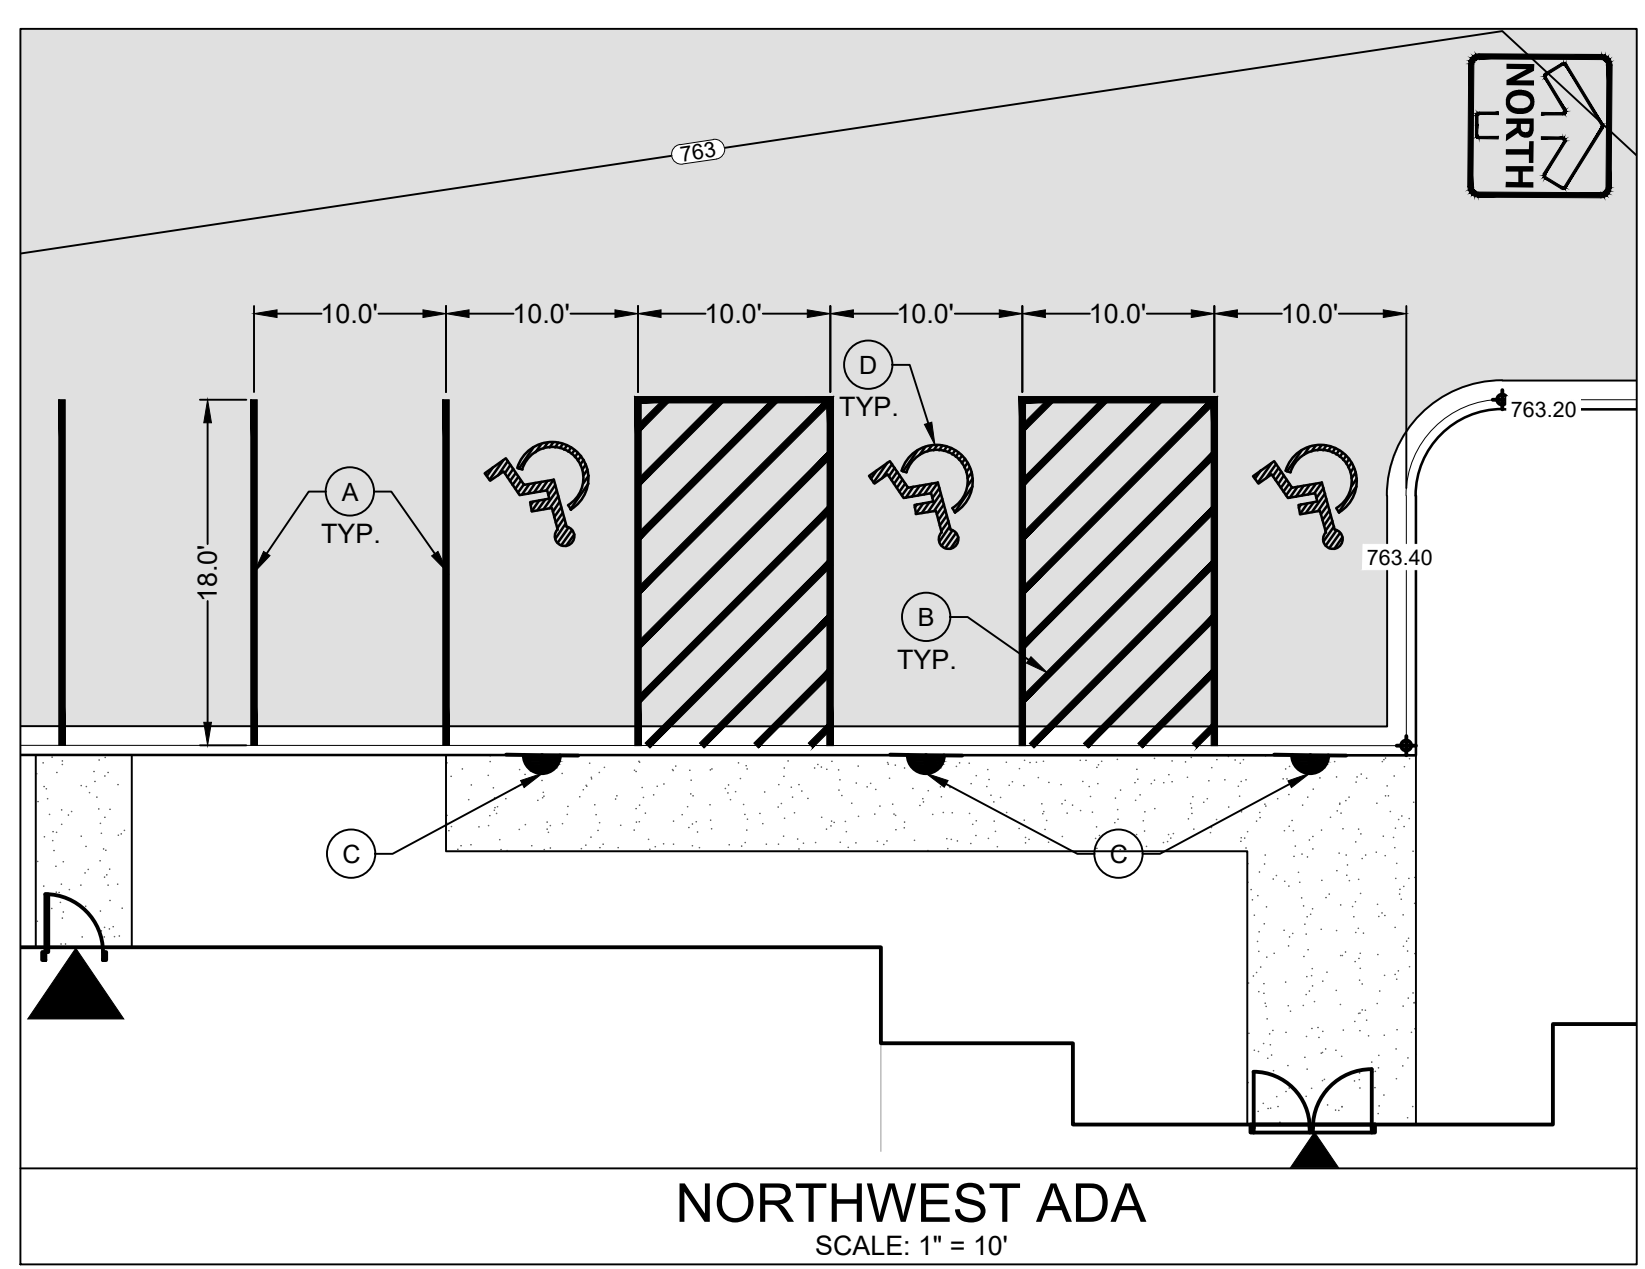 NORTH
763
10.0'
10.0'
10.0'
10.0'
10.0'
10.0'
D
TYP.
763.20
A
TYP.
18.0'
763.40
B
TYP.
C
C
NORTHWEST ADA
SCALE: 1" = 10'